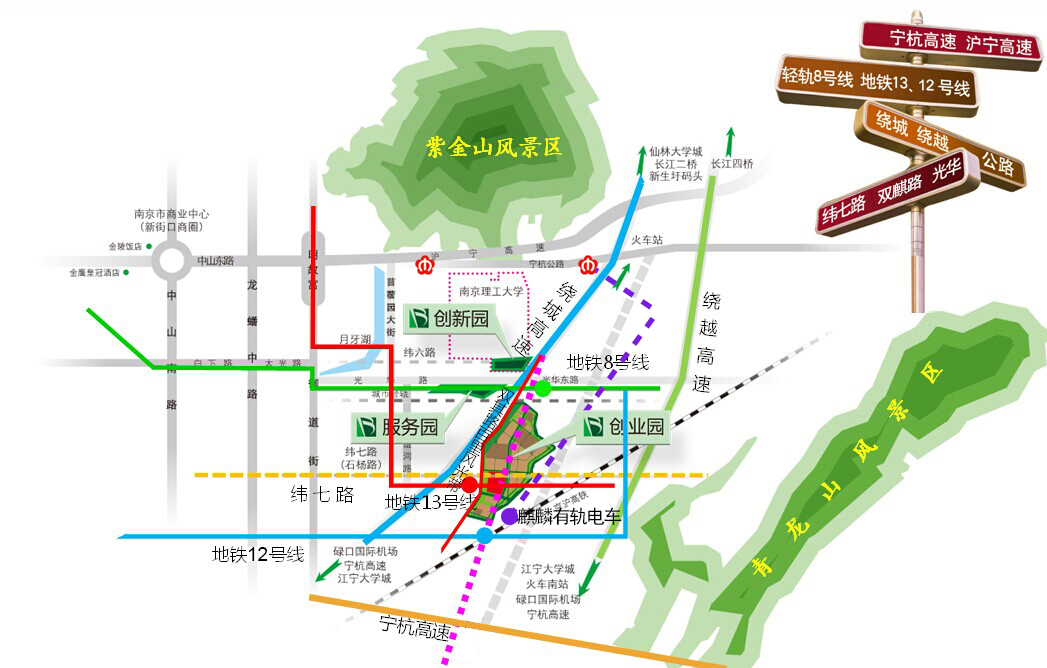 宁杭高速 沪宁高速
轻轨8号线 地铁13、12号线
绕城 绕越
公路
纬七路 双麒路 光华
紫金山风景区
仙林大学城
长江二桥
新生圩码头
长江四桥
南京市商业中心
(新街口商圈)
金陵饭店
金鹰皇冠酒店
中山东路
中山南路
龙蟠中路
明故宫
御道街
沪宁高速
宁杭公路
火车站
苜蓿园大街
南京理工大学
创新园
绕城高速
绕越高速
月牙湖
纬六路
地铁8号线
白下路
大光路
光华路
光华东路
服务园
创业园
纬七路
(石杨路)
纬七路
地铁13号线
京沪高铁
麒麟有轨电车
地铁12号线
碌口国际机场
宁杭高速
江宁大学城
江宁大学城
火车南站
碌口国际机场
宁杭高速
宁杭高速
青龙山风景区